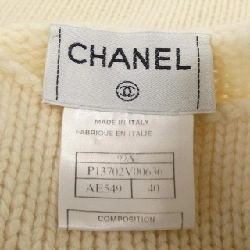 CHANEL
MADE IN ITALY
FABRIQUE EN ITALIE
P13702V00630
AE549 40
COMPOSITION